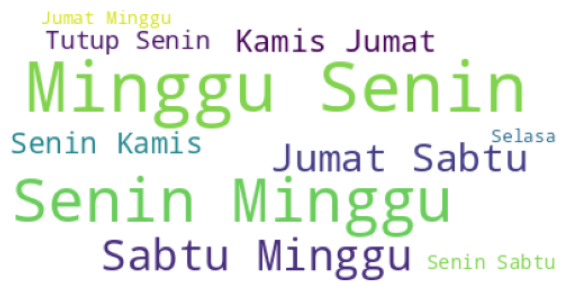 Jumat Minggu
Tutup Senin
Kamis Jumat
Minggu Senin
Senin Kamis
Selasa
Jumat Sabtu
Senin Minggu
Sabtu Minggu
Senin Sabtu